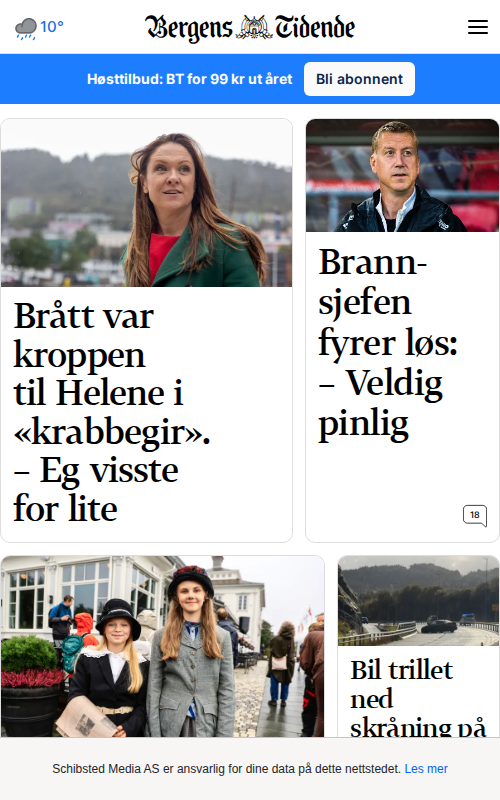 10°
Bergens Tidende
Høsttilbud: BT for 99 kr ut året
Bli abonnent
Brått var
kroppen
til Helene i
«krabbegir».
– Eg visste
for lite
Brann-
sjefen
fyrer løs:
– Veldig
pinlig
18
Bil trillet
ned
skråning på
Schibsted Media AS er ansvarlig for dine data på dette nettstedet. Les mer